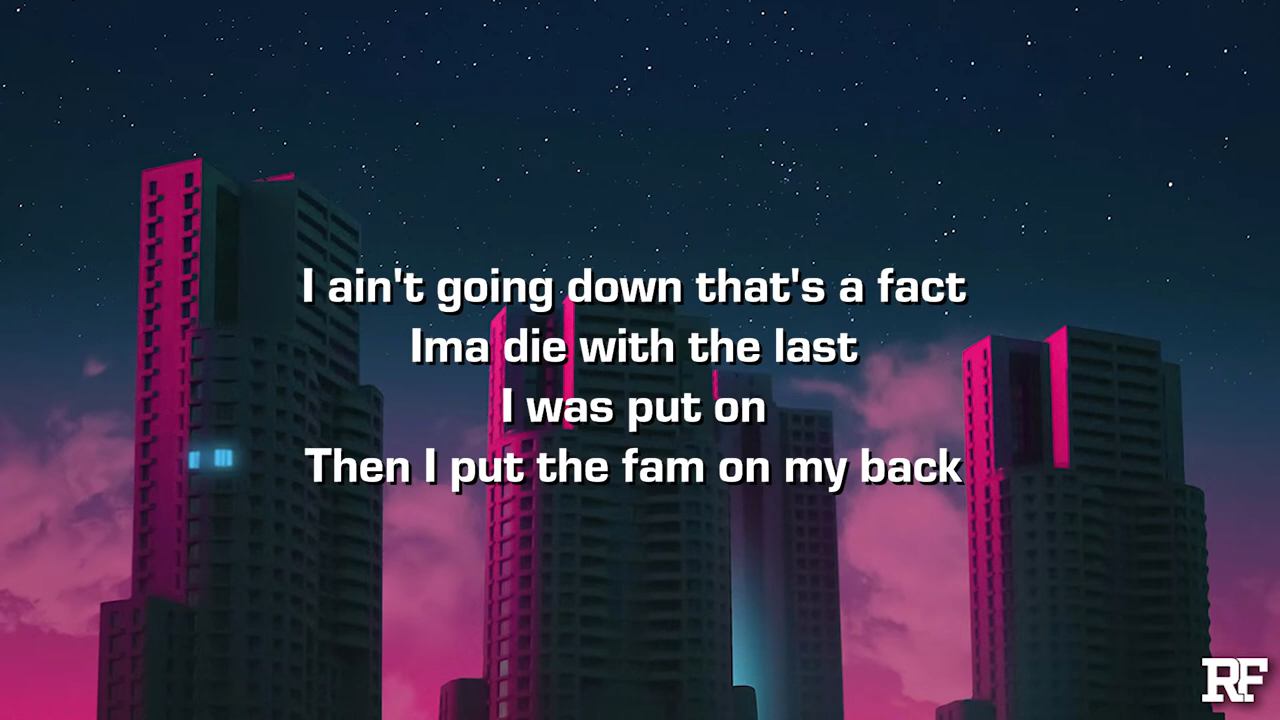 I ain't going down that's a fact
Ima die with the last
I was put on
Then I put the fam on my back
RF